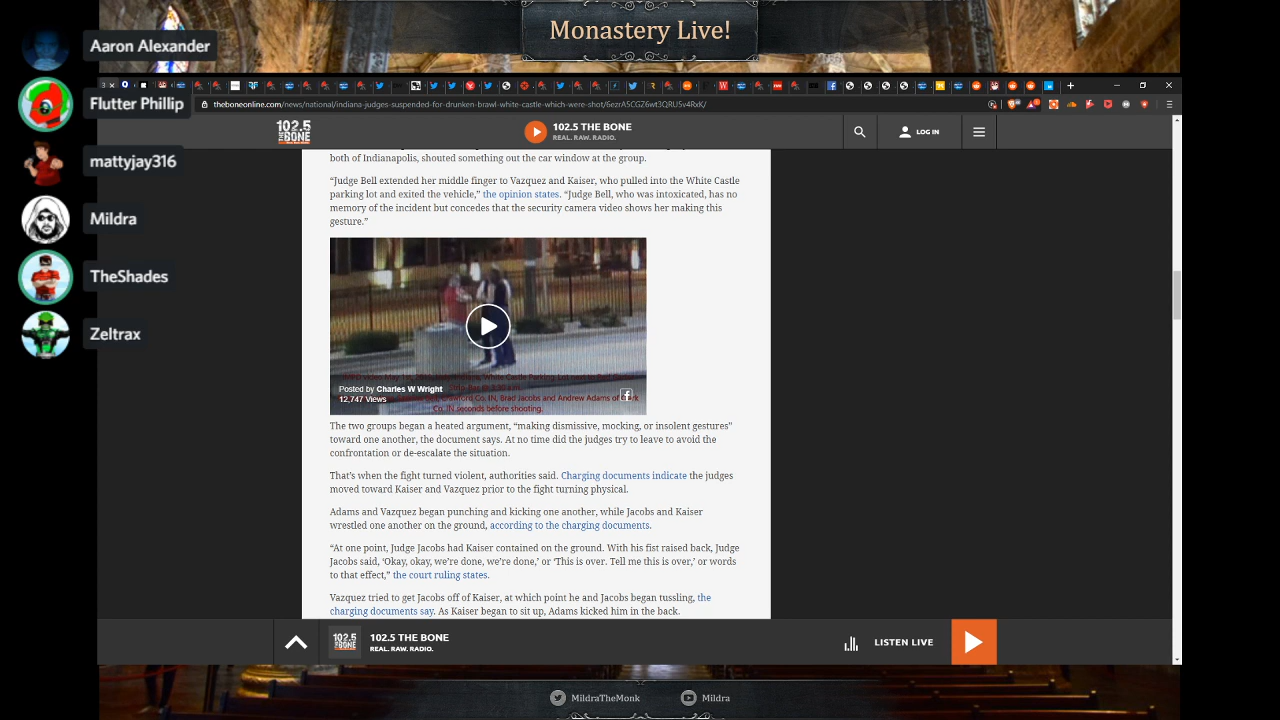 Monastery Live!
Aaron Alexander
Flutter Phillip
mattyjay316
Mildra
TheShades
Zeltrax
theboneonline.com/news/national/indiana-judges-suspended-for-drunken-brawl-white-castle-which-were-shot/6ezrA5CGZ6wt3QRU5v4RxK/
102.5
THE BONE
102.5 THE BONE
REAL. RAW. RADIO.
LOG IN
both of Indianapolis, shouted something out the car window at the group.
“Judge Bell extended her middle finger to Vazquez and Kaiser, who pulled into the White Castle
parking lot and exited the vehicle,” the opinion states. “Judge Bell, who was intoxicated, has no
memory of the incident but concedes that the security camera video shows her making this
gesture.”
Posted by Charles W Wright
12,747 Views
Co. IN seconds before shooting.
The two groups began a heated argument, “making dismissive, mocking, or insolent gestures”
toward one another, the document says. At no time did the judges try to leave to avoid the
confrontation or de-escalate the situation.
That’s when the fight turned violent, authorities said. Charging documents indicate the judges
moved toward Kaiser and Vazquez prior to the fight turning physical.
Adams and Vazquez began punching and kicking one another, while Jacobs and Kaiser
wrestled one another on the ground, according to the charging documents.
“At one point, Judge Jacobs had Kaiser contained on the ground. With his fist raised back, Judge
Jacobs said, ‘Okay, okay, we’re done, we’re done,’ or ‘This is over. Tell me this is over,’ or words
to that effect,” the court ruling states.
Vazquez tried to get Jacobs off of Kaiser, at which point he and Jacobs began tussling, the
charging documents say. As Kaiser began to sit up, Adams kicked him in the back.
102.5
THE BONE
102.5 THE BONE
REAL. RAW. RADIO.
LISTEN LIVE
MildraTheMonk
Mildra